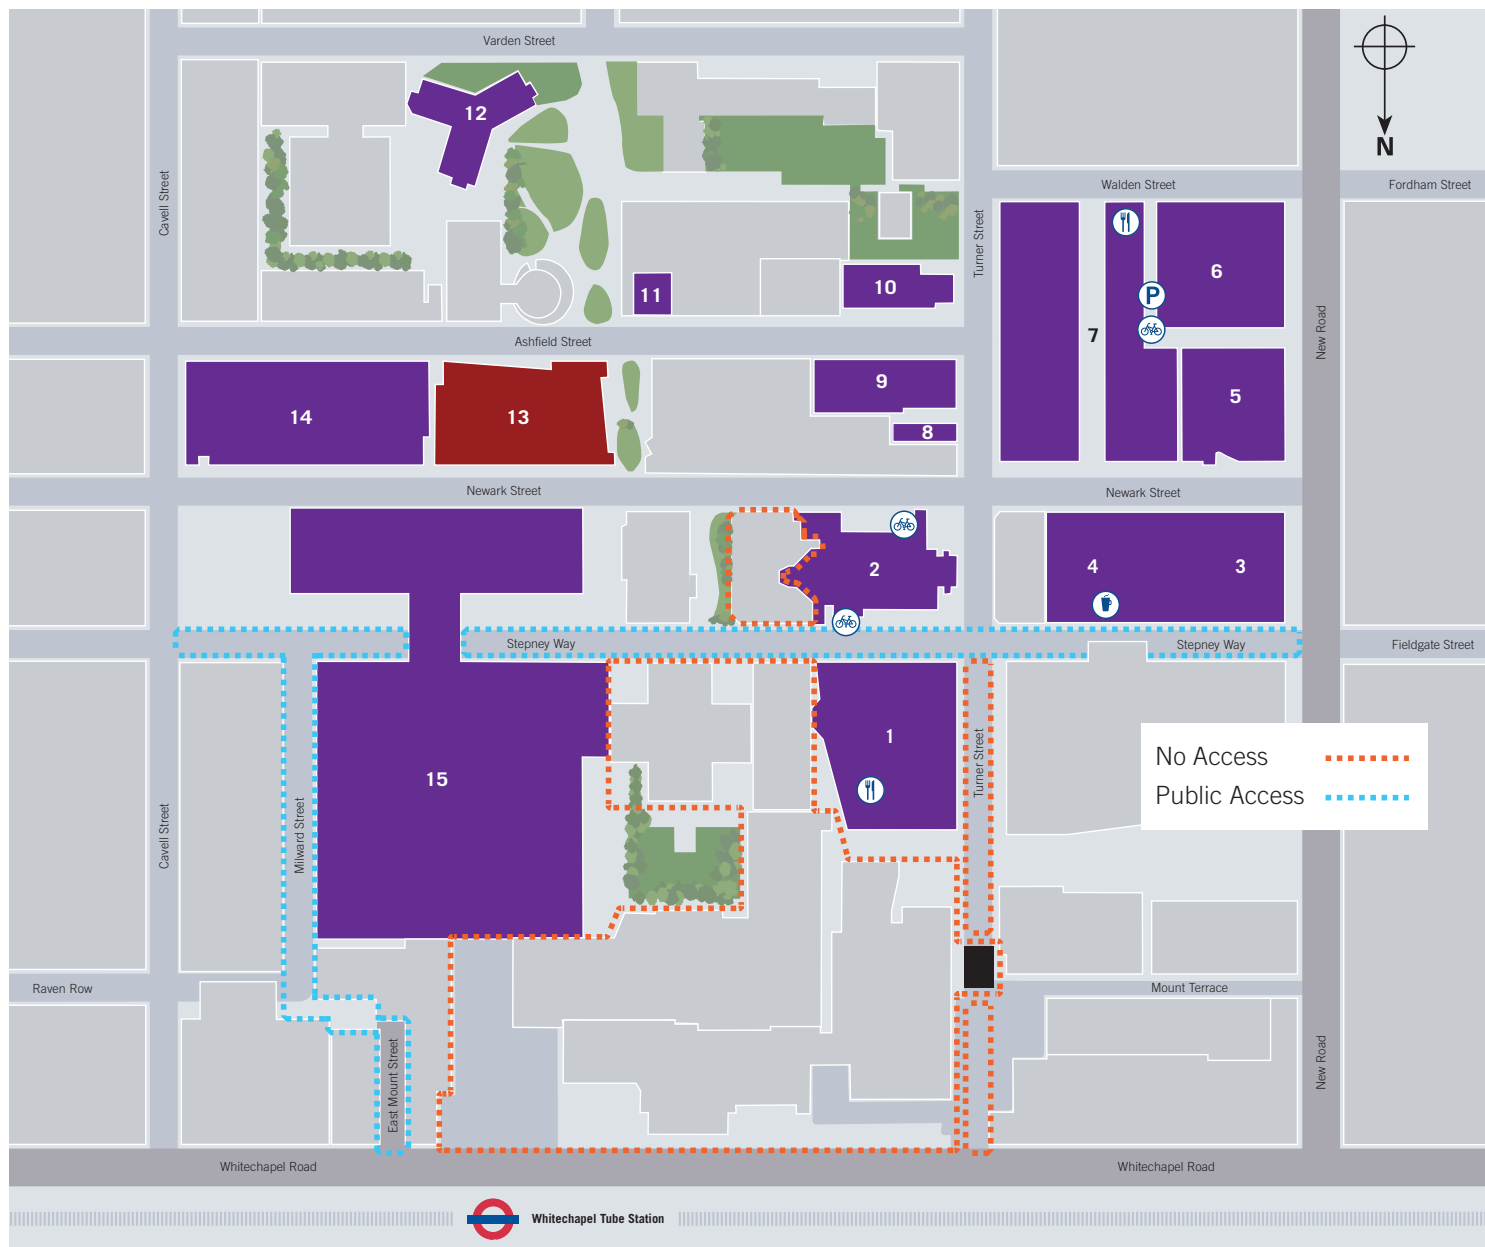 Varden Street
N
12
Cavell Street
Walden Street
Fordham Street
Turner Street
6
11
10
P
New Road
7
Ashfield Street
9
5
14
13
8
Newark Street
Newark Street
2
4
3
Stepney Way
Stepney Way
Fieldgate Street
1
15
No Access
Public Access
Turner Street
Milward Street
Cavell Street
Raven Row
Mount Terrace
New Road
East Mount Street
Whitechapel Road
Whitechapel Road
Whitechapel Tube Station